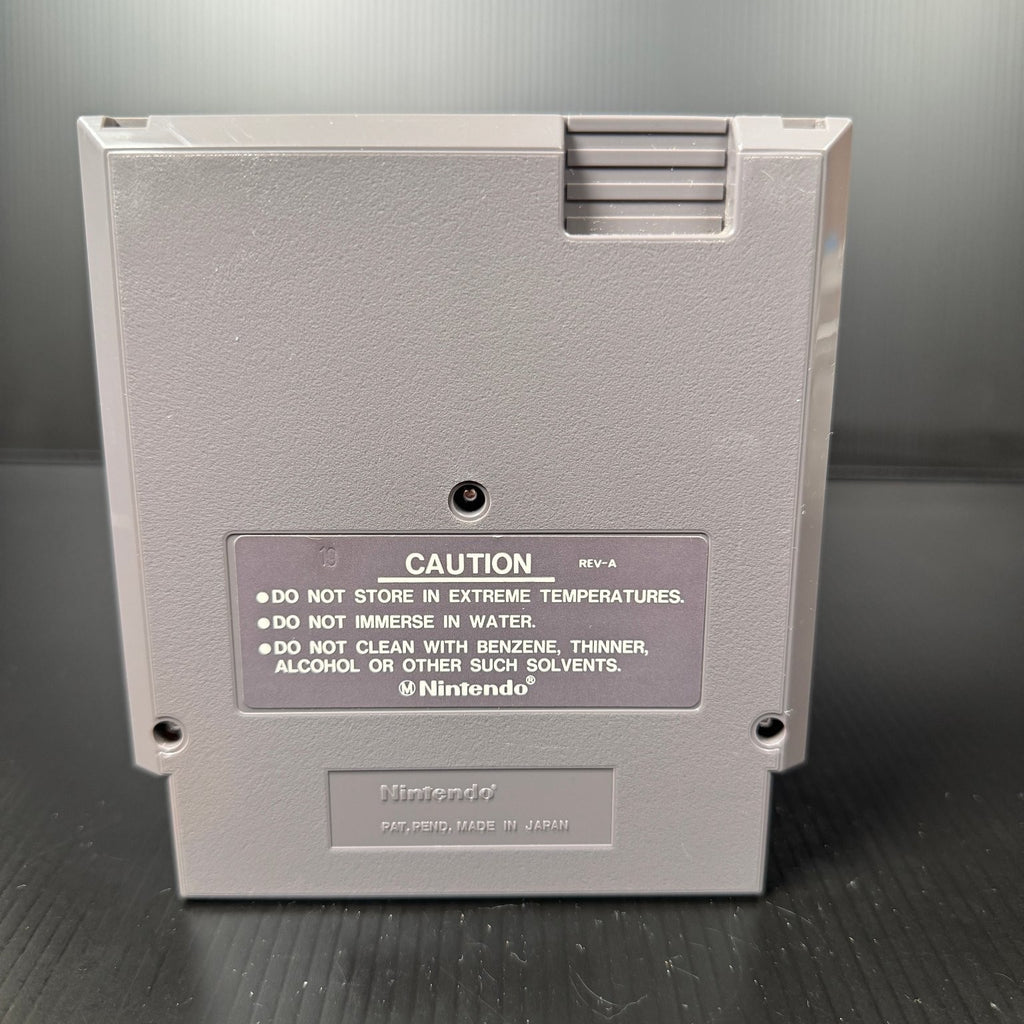 19
CAUTION REV-A
●DO NOT STORE IN EXTREME TEMPERATURES.
●DO NOT IMMERSE IN WATER.
●DO NOT CLEAN WITH BENZENE, THINNER,
ALCOHOL OR OTHER SUCH SOLVENTS.
Ⓜ Nintendo®
Nintendo®
PAT. PEND. MADE IN JAPAN